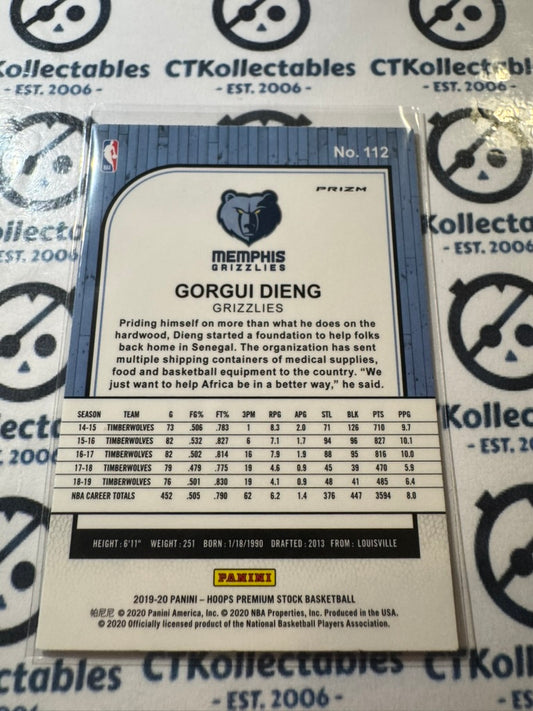 Kollectables CTKollectables CTKollectables
- EST. 2006 - - EST. 2006 - - EST. 2006 -
No. 112
PRIZM
MEMPHIS
GRIZZLIES
GORGUI DIENG
GRIZZLIES
Priding himself on more than what he does on the
hardwood, Dieng started a foundation to help folks
back home in Senegal. The organization has sent
multiple shipping containers of medical supplies,
food and basketball equipment to the country. “We
just want to help Africa be in a better way,” he said.
SEASON TEAM G FG% FT% 3PM RPG APG STL BLK PTS PPG
14-15 TIMBERWOLVES 73 .506 .783 1 8.3 2.0 71 126 710 9.7
15-16 TIMBERWOLVES 82 .532 .827 6 7.1 1.7 94 96 827 10.1
16-17 TIMBERWOLVES 82 .502 .814 16 7.9 1.9 88 95 816 10.0
17-18 TIMBERWOLVES 79 .479 .775 19 4.6 0.9 45 39 470 5.9
18-19 TIMBERWOLVES 76 .501 .830 19 4.1 0.9 48 41 485 6.4
NBA CAREER TOTALS 452 .505 .790 62 6.2 1.4 376 447 3594 8.0
HEIGHT: 6'11" WEIGHT: 251 BORN: 1/18/1990 DRAFTED: 2013 FROM: LOUISVILLE
PANINI
2019-20 PANINI – HOOPS PREMIUM STOCK BASKETBALL
帕尼尼 © 2020 Panini America, Inc. © 2020 NBA Properties, Inc. Produced in the USA.
© 2020 Officially licensed product of the National Basketball Players Association.
CTKollectables
- EST. 2006 -